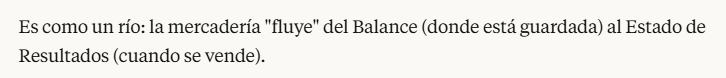 Es como un río: la mercadería "fluye" del Balance (donde está guardada) al Estado de
Resultados (cuando se vende).